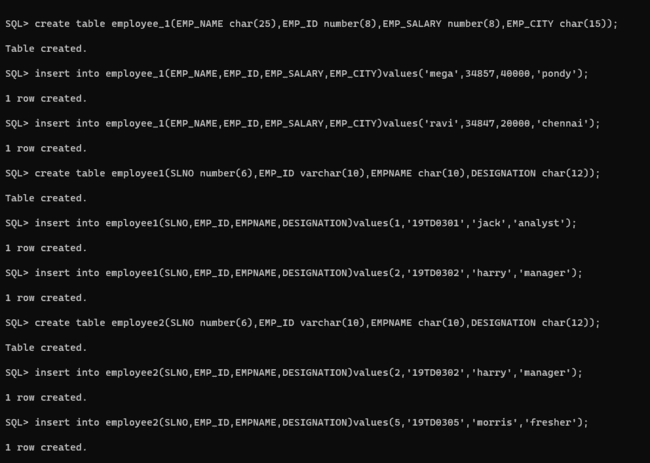 SQL> create table employee_1(EMP_NAME char(25),EMP_ID number(8),EMP_SALARY number(8),EMP_CITY char(15));
Table created.
SQL> insert into employee_1(EMP_NAME,EMP_ID,EMP_SALARY,EMP_CITY)values('mega',34857,40000,'pondy');
1 row created.
SQL> insert into employee_1(EMP_NAME,EMP_ID,EMP_SALARY,EMP_CITY)values('ravi',34847,20000,'chennai');
1 row created.
SQL> create table employee1(SLNO number(6),EMP_ID varchar(10),EMPNAME char(10),DESIGNATION char(12));
Table created.
SQL> insert into employee1(SLNO,EMP_ID,EMPNAME,DESIGNATION)values(1,'19TD0301','jack','analyst');
1 row created.
SQL> insert into employee1(SLNO,EMP_ID,EMPNAME,DESIGNATION)values(2,'19TD0302','harry','manager');
1 row created.
SQL> create table employee2(SLNO number(6),EMP_ID varchar(10),EMPNAME char(10),DESIGNATION char(12));
Table created.
SQL> insert into employee2(SLNO,EMP_ID,EMPNAME,DESIGNATION)values(2,'19TD0302','harry','manager');
1 row created.
SQL> insert into employee2(SLNO,EMP_ID,EMPNAME,DESIGNATION)values(5,'19TD0305','morris','fresher');
1 row created.